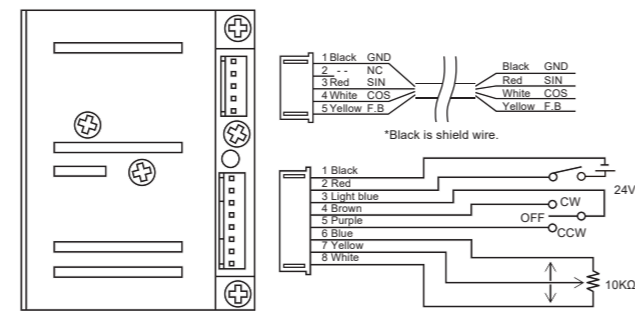 1 Black GND
2 - - NC
3 Red SIN
4 White COS
5 Yellow F.B
Black GND
Red SIN
White COS
Yellow F.B
*Black is shield wire.
1 Black
2 Red
3 Light blue
4 Brown
5 Purple
6 Blue
7 Yellow
8 White
24V
CW
OFF
CCW
10KΩ